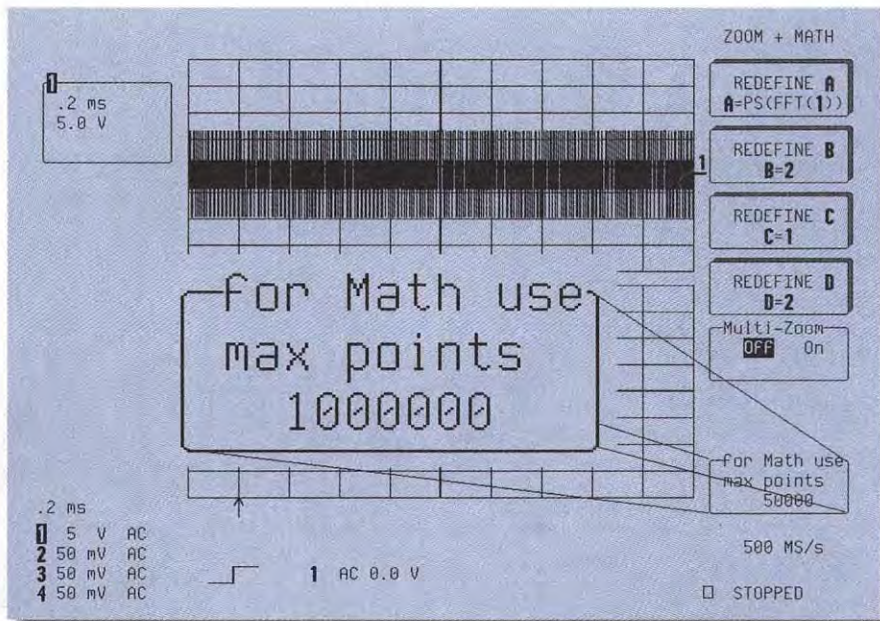 ZOOM + MATH
1
.2 ms
5.0 V
REDEFINE A
A=PS(FFT(1))
REDEFINE B
B=2
1
REDEFINE C
C=1
REDEFINE D
D=2
Multi-Zoom
OFF On
for Math use
max points
1000000
for Math use
max points
50000
.2 ms
1 5 V AC
2 50 mV AC
3 50 mV AC
4 50 mV AC
1 AC 0.0 V
500 MS/s
STOPPED